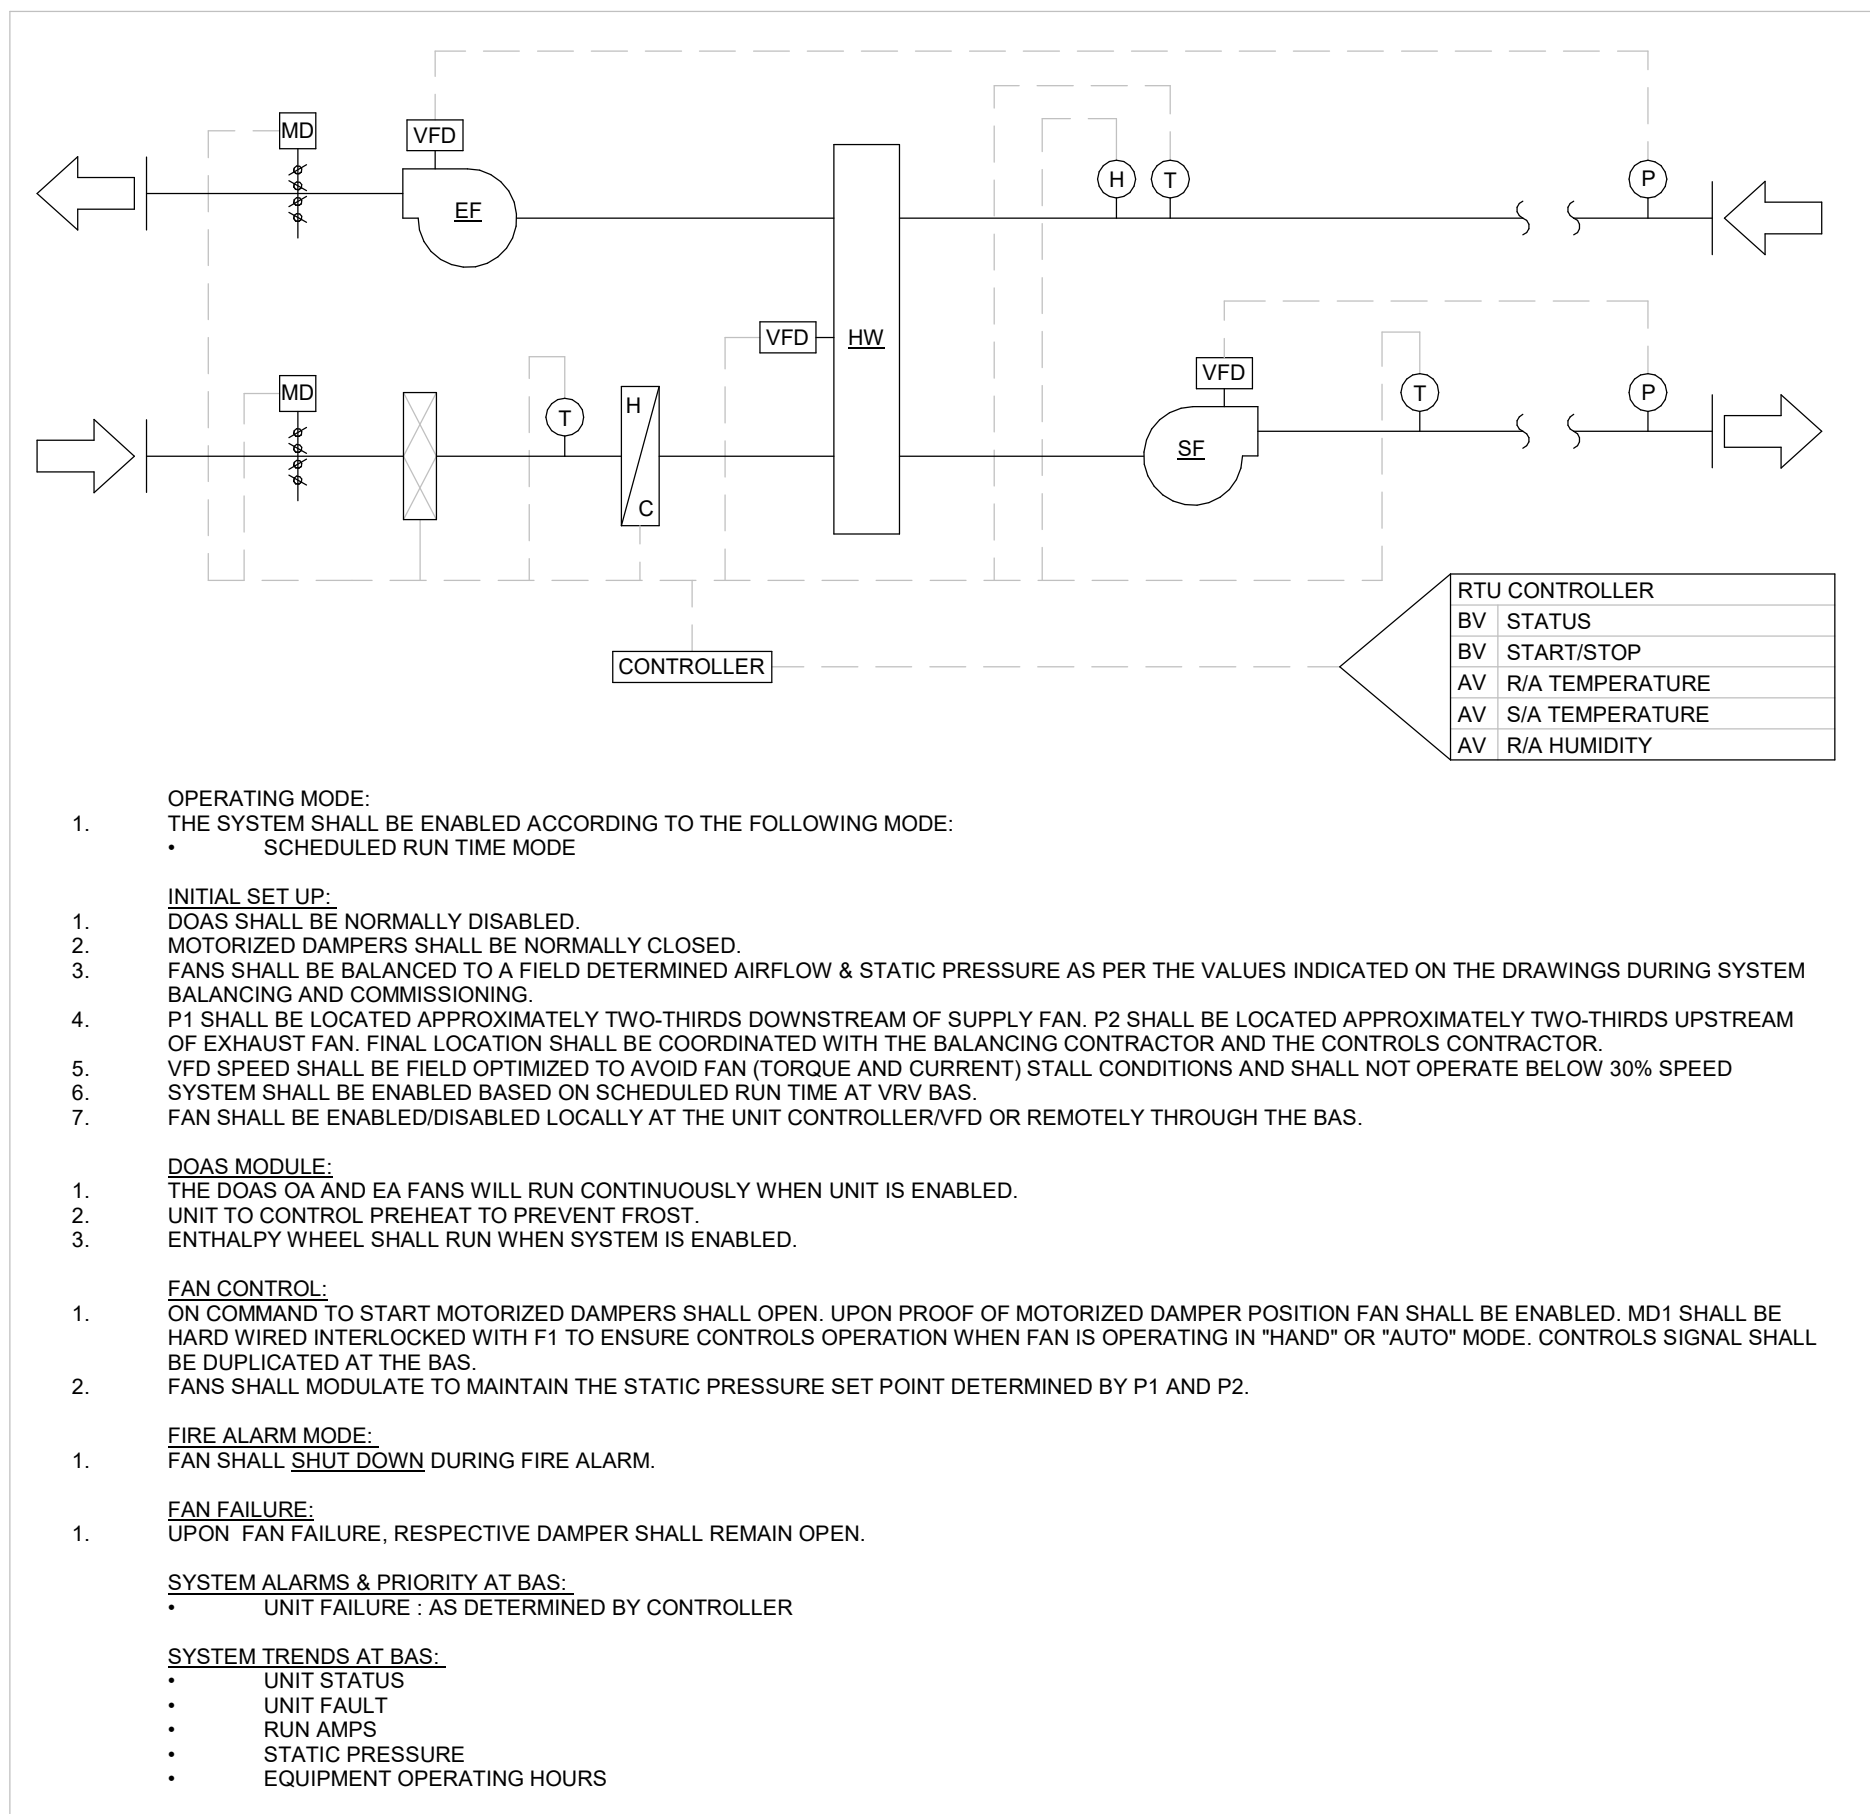 MD
VFD
EF
H
T
P
VFD
HW
MD
T
H
C
VFD
SF
T
P
CONTROLLER
RTU CONTROLLER
BV STATUS
BV START/STOP
AV R/A TEMPERATURE
AV S/A TEMPERATURE
AV R/A HUMIDITY
OPERATING MODE:
1. THE SYSTEM SHALL BE ENABLED ACCORDING TO THE FOLLOWING MODE:
• SCHEDULED RUN TIME MODE
INITIAL SET UP:
1. DOAS SHALL BE NORMALLY DISABLED.
2. MOTORIZED DAMPERS SHALL BE NORMALLY CLOSED.
3. FANS SHALL BE BALANCED TO A FIELD DETERMINED AIRFLOW & STATIC PRESSURE AS PER THE VALUES INDICATED ON THE DRAWINGS DURING SYSTEM
BALANCING AND COMMISSIONING.
4. P1 SHALL BE LOCATED APPROXIMATELY TWO-THIRDS DOWNSTREAM OF SUPPLY FAN. P2 SHALL BE LOCATED APPROXIMATELY TWO-THIRDS UPSTREAM
OF EXHAUST FAN. FINAL LOCATION SHALL BE COORDINATED WITH THE BALANCING CONTRACTOR AND THE CONTROLS CONTRACTOR.
5. VFD SPEED SHALL BE FIELD OPTIMIZED TO AVOID FAN (TORQUE AND CURRENT) STALL CONDITIONS AND SHALL NOT OPERATE BELOW 30% SPEED
6. SYSTEM SHALL BE ENABLED BASED ON SCHEDULED RUN TIME AT VRV BAS.
7. FAN SHALL BE ENABLED/DISABLED LOCALLY AT THE UNIT CONTROLLER/VFD OR REMOTELY THROUGH THE BAS.
DOAS MODULE:
1. THE DOAS OA AND EA FANS WILL RUN CONTINUOUSLY WHEN UNIT IS ENABLED.
2. UNIT TO CONTROL PREHEAT TO PREVENT FROST.
3. ENTHALPY WHEEL SHALL RUN WHEN SYSTEM IS ENABLED.
FAN CONTROL:
1. ON COMMAND TO START MOTORIZED DAMPERS SHALL OPEN. UPON PROOF OF MOTORIZED DAMPER POSITION FAN SHALL BE ENABLED. MD1 SHALL BE
HARD WIRED INTERLOCKED WITH F1 TO ENSURE CONTROLS OPERATION WHEN FAN IS OPERATING IN "HAND" OR "AUTO" MODE. CONTROLS SIGNAL SHALL
BE DUPLICATED AT THE BAS.
2. FANS SHALL MODULATE TO MAINTAIN THE STATIC PRESSURE SET POINT DETERMINED BY P1 AND P2.
FIRE ALARM MODE:
1. FAN SHALL SHUT DOWN DURING FIRE ALARM.
FAN FAILURE:
1. UPON FAN FAILURE, RESPECTIVE DAMPER SHALL REMAIN OPEN.
SYSTEM ALARMS & PRIORITY AT BAS:
• UNIT FAILURE : AS DETERMINED BY CONTROLLER
SYSTEM TRENDS AT BAS:
• UNIT STATUS
• UNIT FAULT
• RUN AMPS
• STATIC PRESSURE
• EQUIPMENT OPERATING HOURS